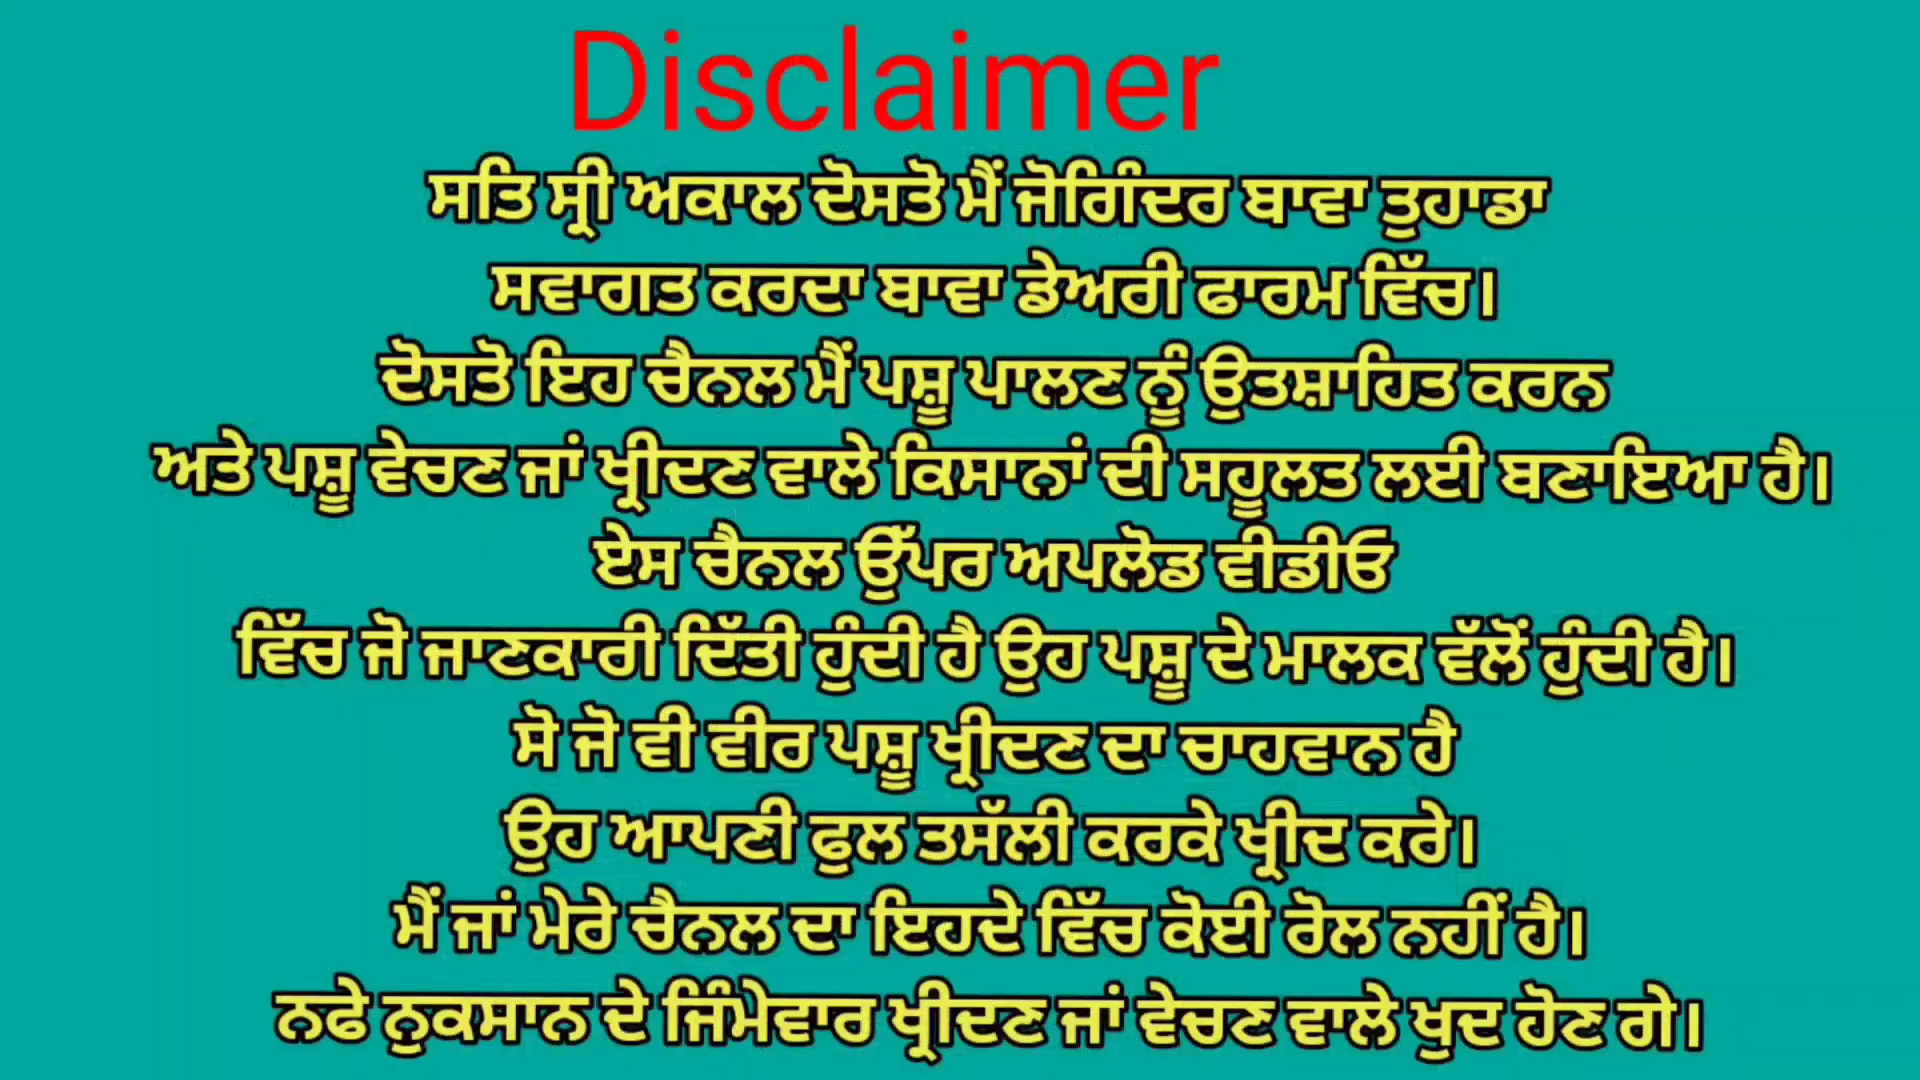 Disclaimer
ਸਤਿ ਸ੍ਰੀ ਅਕਾਲ ਦੋਸਤੋ ਮੈਂ ਜੋਗਿੰਦਰ ਬਾਵਾ ਤੁਹਾਡਾ
ਸਵਾਗਤ ਕਰਦਾ ਬਾਵਾ ਡੇਅਰੀ ਫਾਰਮ ਵਿੱਚ।
ਦੋਸਤੋ ਇਹ ਚੈਨਲ ਮੈਂ ਪਸ਼ੂ ਪਾਲਣ ਨੂੰ ਉਤਸ਼ਾਹਿਤ ਕਰਨ
ਅਤੇ ਪਸ਼ੂ ਵੇਚਣ ਜਾਂ ਖ੍ਰੀਦਣ ਵਾਲੇ ਕਿਸਾਨਾਂ ਦੀ ਸਹੂਲਤ ਲਈ ਬਣਾਇਆ ਹੈ।
ਏਸ ਚੈਨਲ ਉੱਪਰ ਅਪਲੋਡ ਵੀਡੀਓ
ਵਿੱਚ ਜੋ ਜਾਣਕਾਰੀ ਦਿੱਤੀ ਹੁੰਦੀ ਹੈ ਉਹ ਪਸ਼ੂ ਦੇ ਮਾਲਕ ਵੱਲੋਂ ਹੁੰਦੀ ਹੈ।
ਸੋ ਜੋ ਵੀ ਵੀਰ ਪਸ਼ੂ ਖ੍ਰੀਦਣ ਦਾ ਚਾਹਵਾਨ ਹੈ
ਉਹ ਆਪਣੀ ਫੁਲ ਤਸੱਲੀ ਕਰਕੇ ਖ੍ਰੀਦ ਕਰੇ।
ਮੈਂ ਜਾਂ ਮੇਰੇ ਚੈਨਲ ਦਾ ਇਹਦੇ ਵਿੱਚ ਕੋਈ ਰੋਲ ਨਹੀਂ ਹੈ।
ਨਫੇ ਨੁਕਸਾਨ ਦੇ ਜਿੰਮੇਵਾਰ ਖ੍ਰੀਦਣ ਜਾਂ ਵੇਚਣ ਵਾਲੇ ਖੁਦ ਹੋਣ ਗੇ।